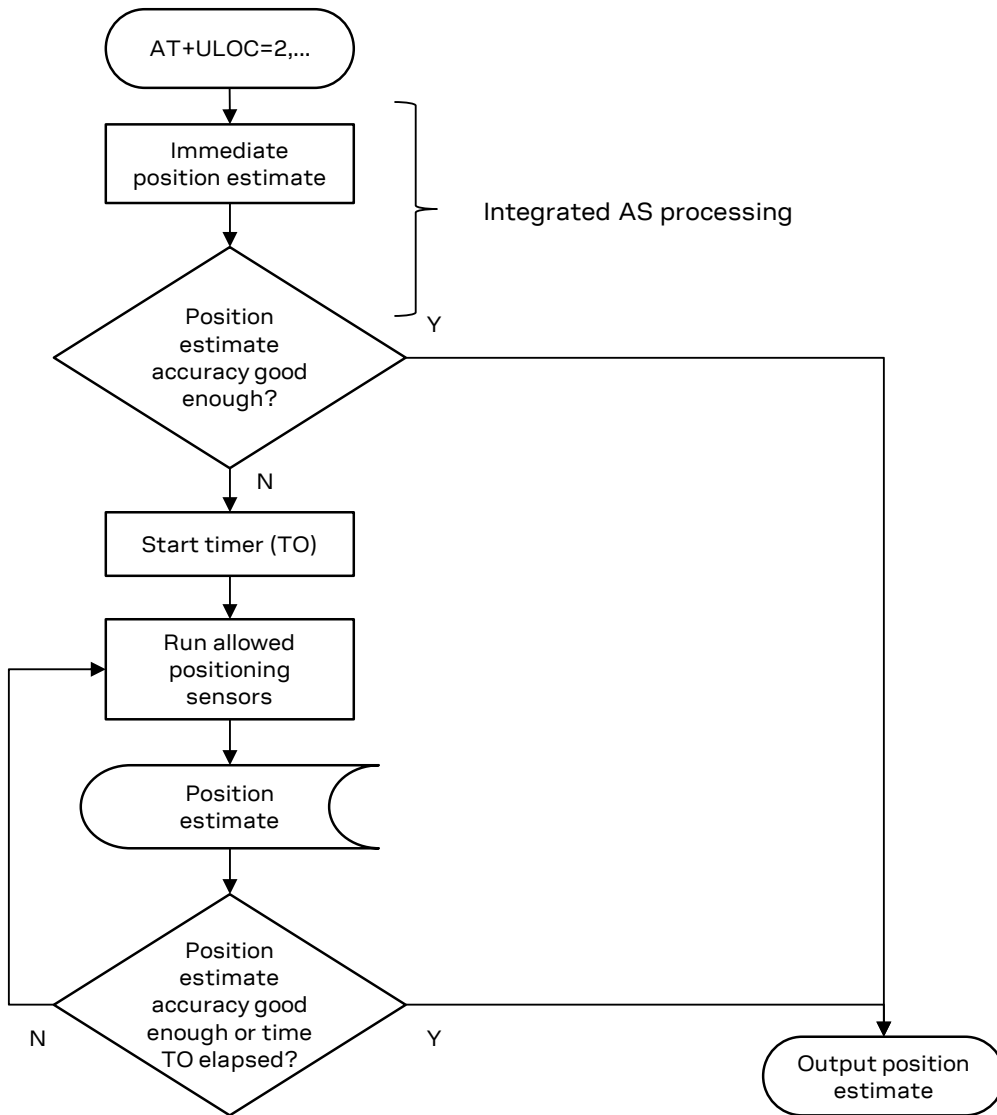 AT+ULOC=2,...
Immediate
position estimate
Integrated AS processing
Position
estimate
accuracy good
enough?
Y
N
Start timer (TO)
Run allowed
positioning
sensors
Position
estimate
Position
estimate
accuracy good
enough or time
TO elapsed?
N
Y
Output position
estimate